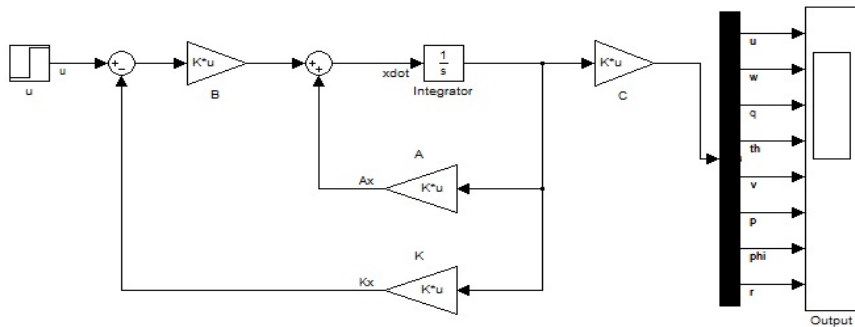 u
u
+
−
K*u
B
+
+
xdot
1
s
Integrator
K*u
C
A
Ax
K*u
K
Kx
K*u
u
w
q
th
v
p
phi
r
Output